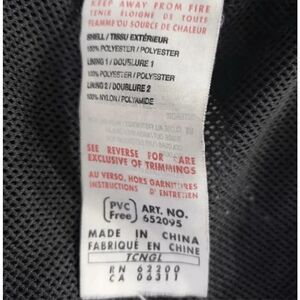 KEEP AWAY FROM FIRE
TENIR ÉLOIGNÉ DE TOUTE
FLAMME OU SOURCE DE CHALEUR
SHELL / TISSU EXTÉRIEUR
100% POLYESTER / POLYESTER
LINING 1 / DOUBLURE 1
100% POLYESTER / POLYESTER
LINING 2 / DOUBLURE 2
100% NYLON / POLYAMIDE
SEE REVERSE FOR CARE
EXCLUSIVE OF TRIMMINGS
AU VERSO, HORS GARNITURES
INSTRUCTIONS D' ENTRETIEN
PVC Free
ART. NO.
652095
MADE IN CHINA
FABRIQUÉ EN CHINE
TCNGL
RN 62200
CA 06311